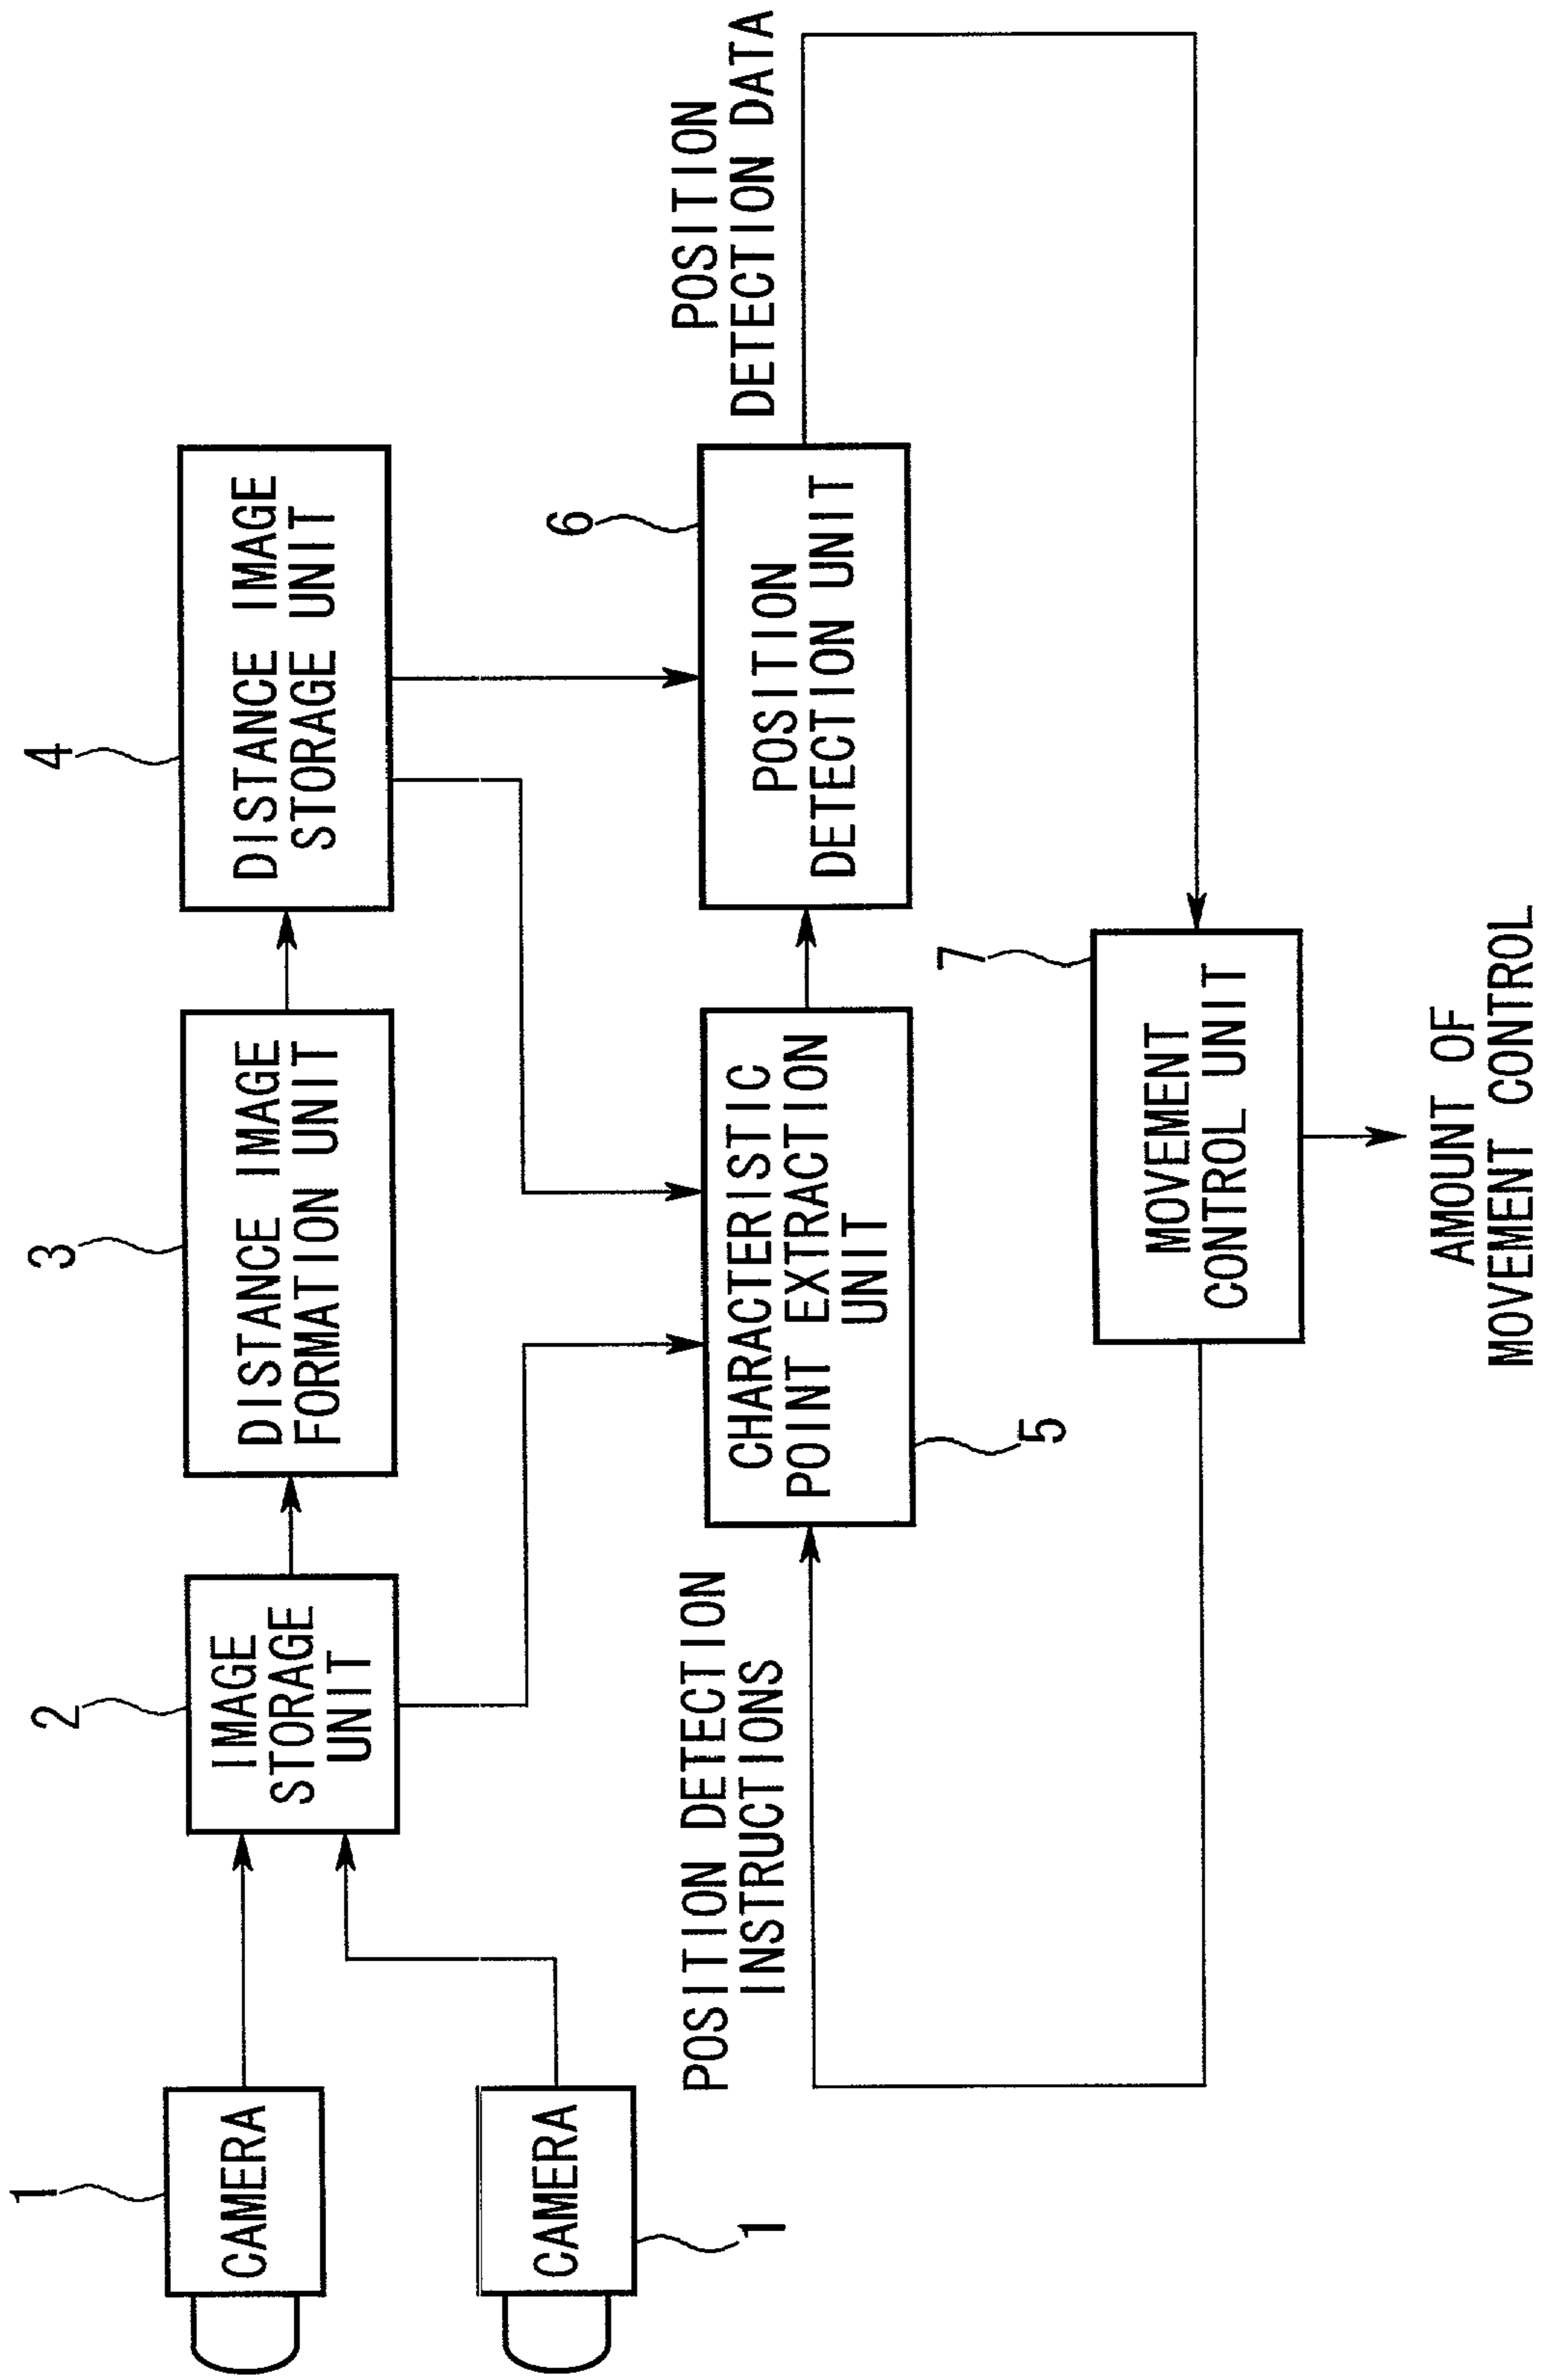 1
CAMERA
1
CAMERA
2
IMAGE
STORAGE
UNIT
3
DISTANCE IMAGE
FORMATION UNIT
4
DISTANCE IMAGE
STORAGE UNIT
POSITION DETECTION
INSTRUCTIONS
CHARACTERISTIC
POINT EXTRACTION
UNIT
5
6
POSITION
DETECTION UNIT
POSITION
DETECTION DATA
7
MOVEMENT
CONTROL UNIT
AMOUNT OF
MOVEMENT CONTROL